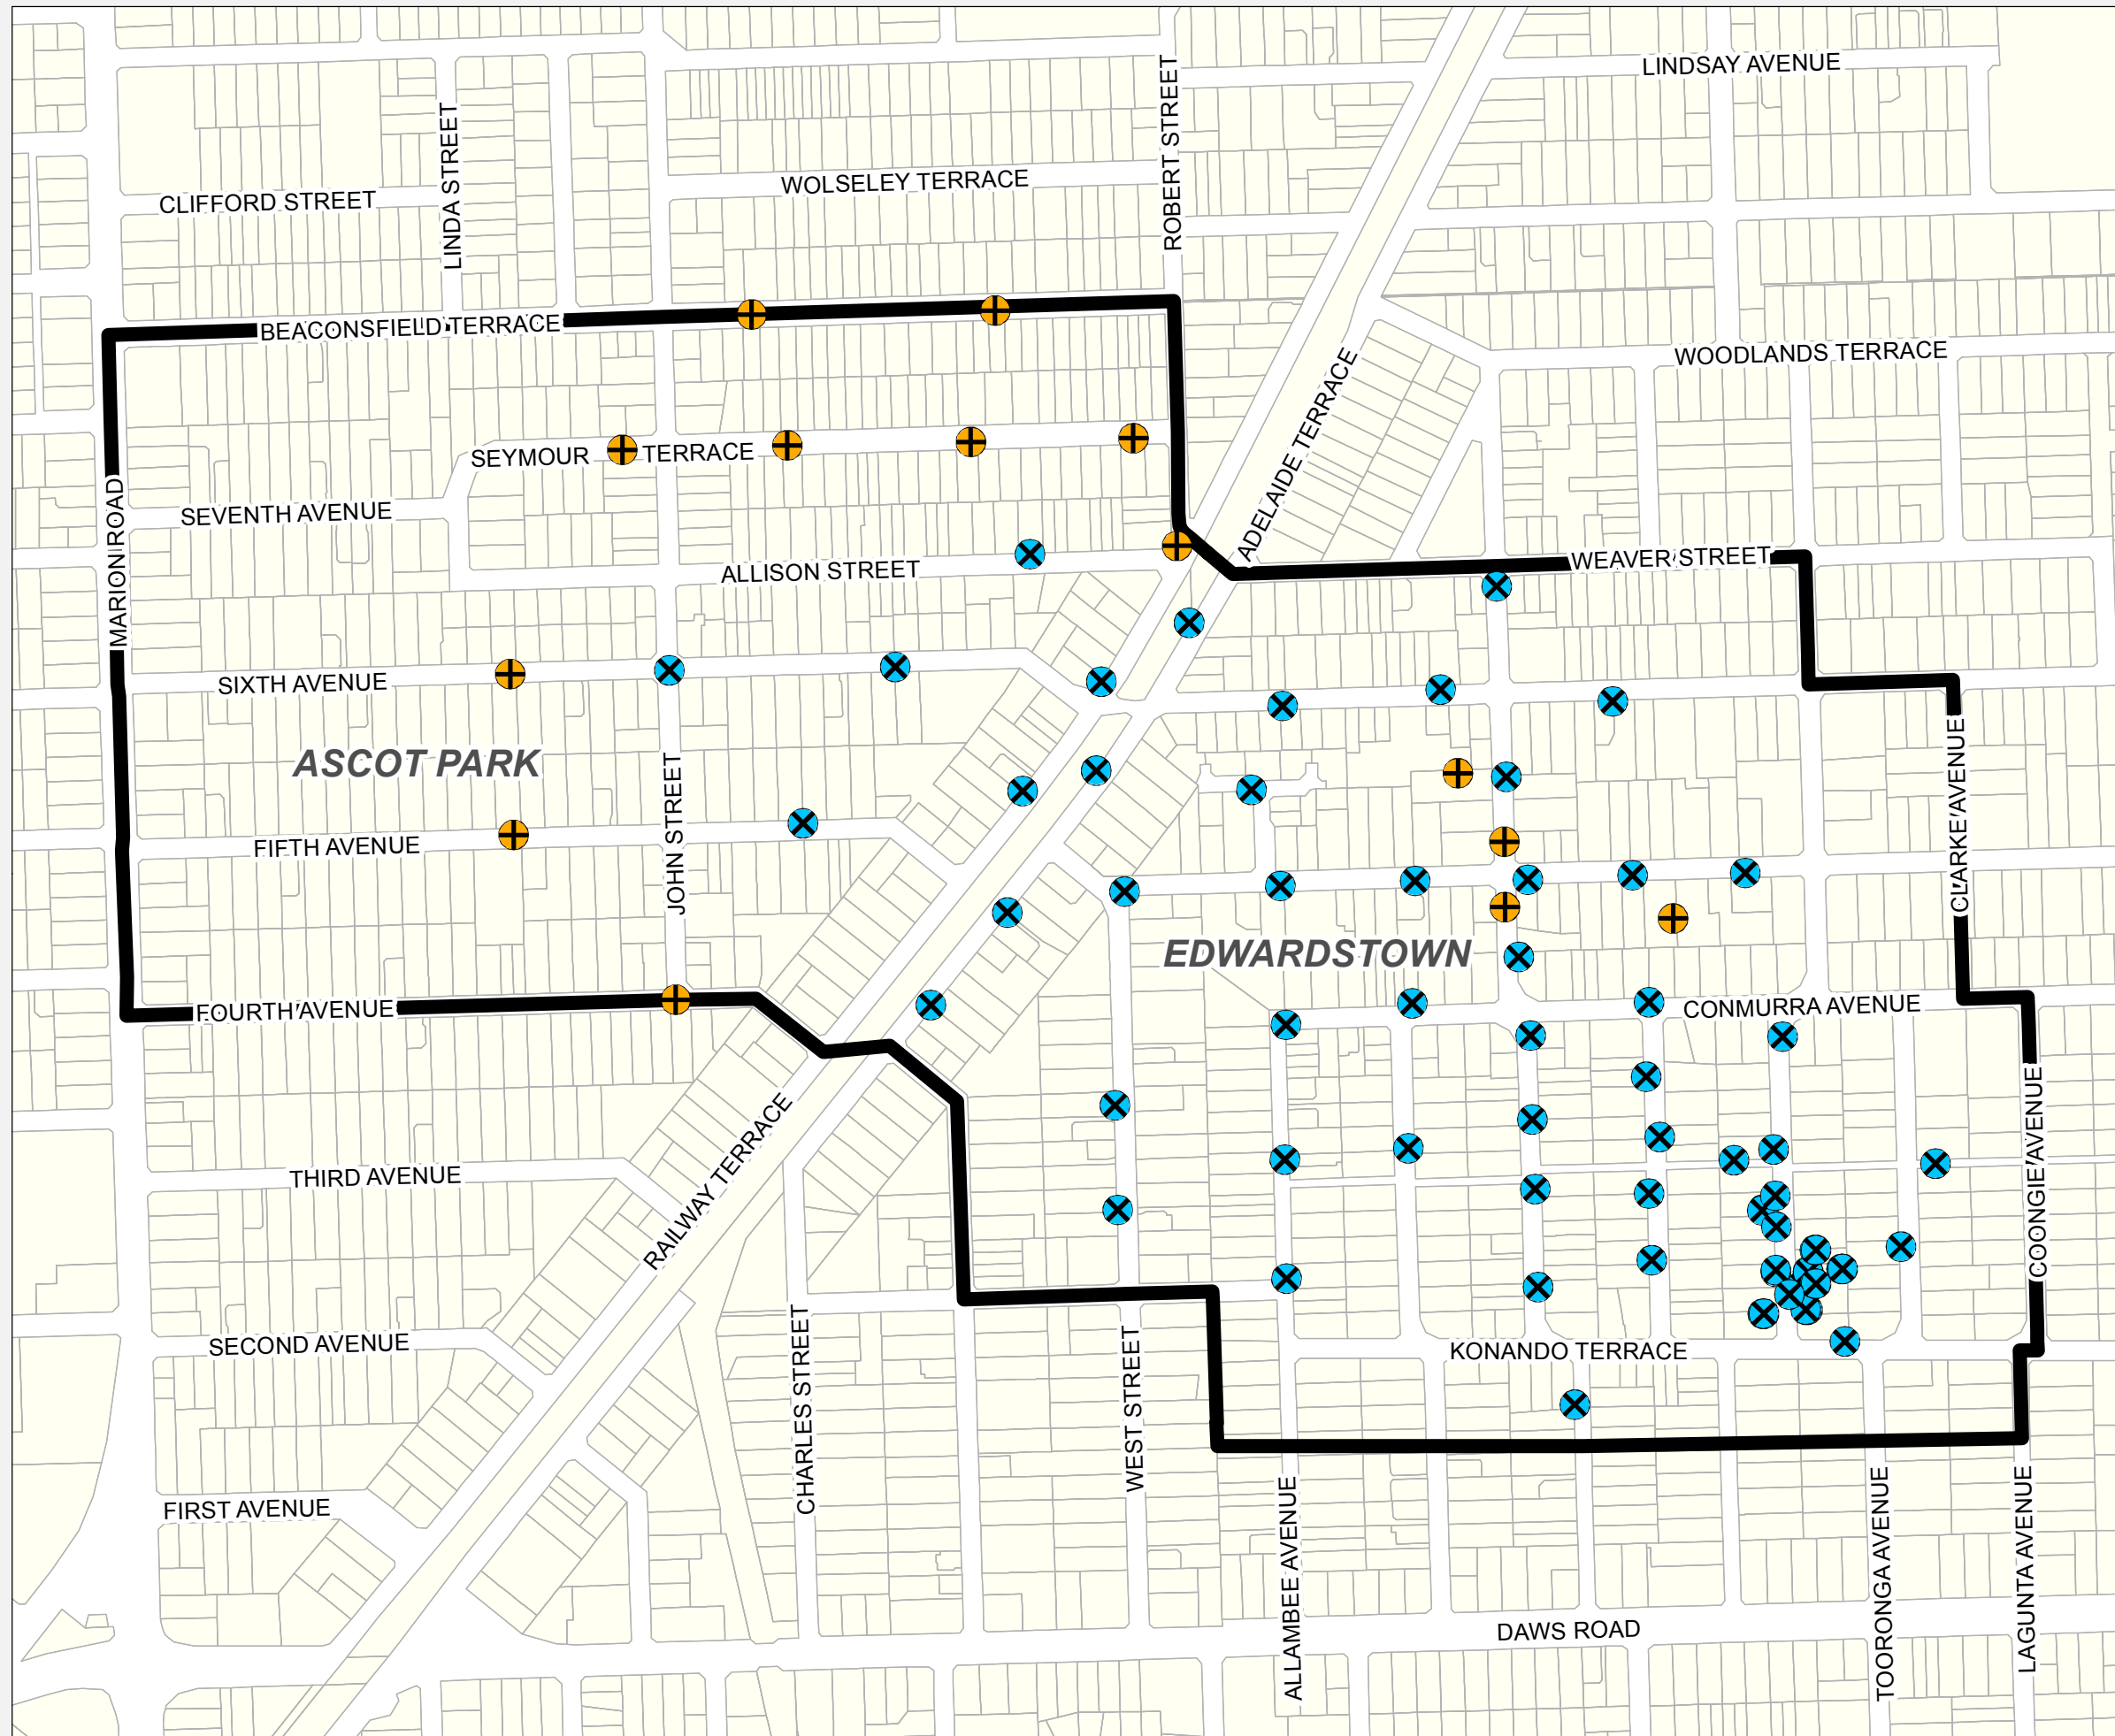 LINDSAY AVENUE
ROBERT STREET
LINDA STREET
WOLSELEY TERRACE
CLIFFORD STREET
BEACONSFIELD TERRACE
WOODLANDS TERRACE
ADELAIDE TERRACE
SEYMOUR TERRACE
SEVENTH AVENUE
MARION ROAD
WEAVER STREET
ALLISON STREET
SIXTH AVENUE
ASCOT PARK
CLARKE AVENUE
JOHN STREET
FIFTH AVENUE
EDWARDSTOWN
FOURTH AVENUE
CONMURRA AVENUE
COONGIE AVENUE
THIRD AVENUE
RAILWAY TERRACE
SECOND AVENUE
CHARLES STREET
WEST STREET
KONANDO TERRACE
FIRST AVENUE
ALLAMBEE AVENUE
TOORONGA AVENUE
LAGUNTA AVENUE
DAWS ROAD